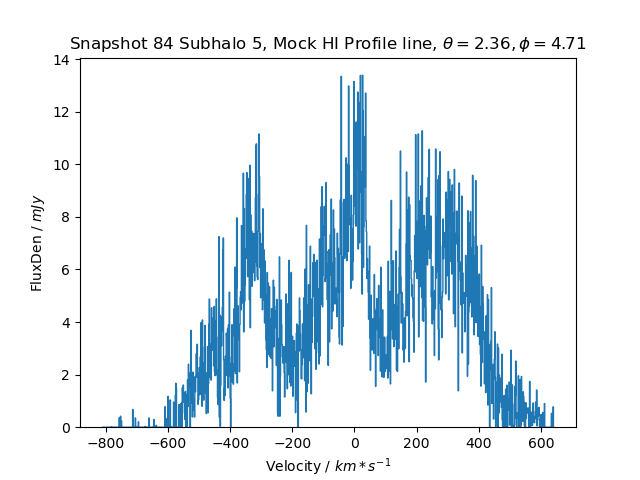 Snapshot 84 Subhalo 5, Mock HI Profile line, θ = 2.36, ϕ = 4.71
14
12
10
8
6
4
2
0
FluxDen / mJy
−800 −600 −400 −200 0 200 400 600
Velocity / km * s⁻¹